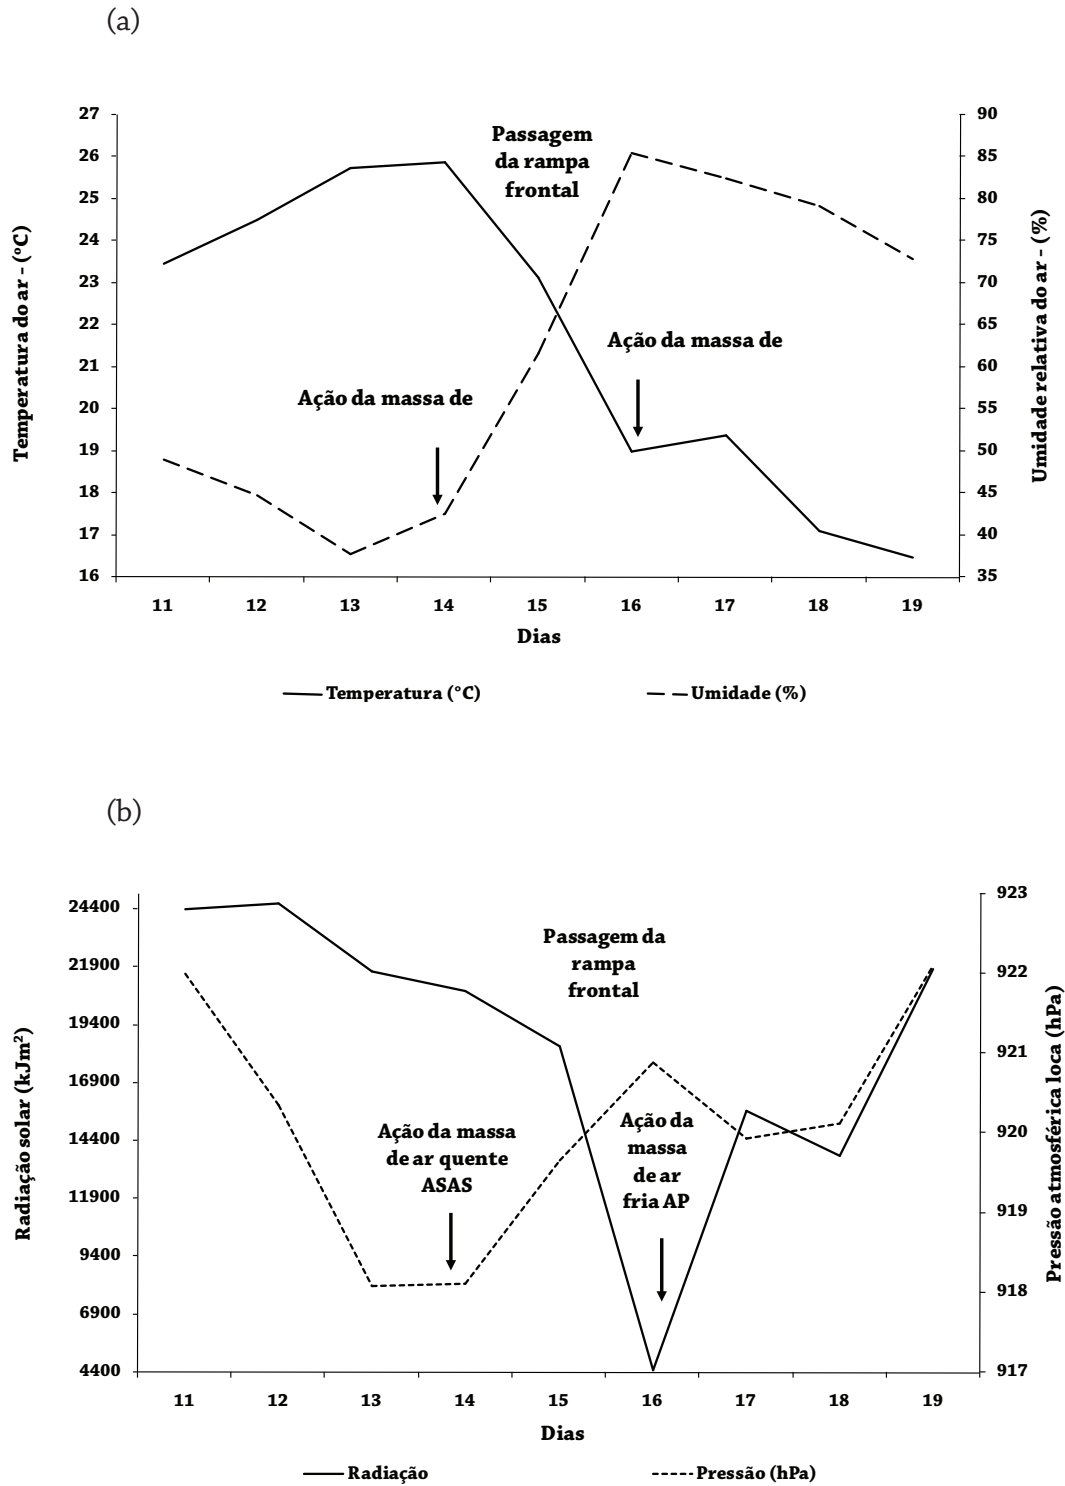 (a)
27
26
25
24
23
22
21
20
19
18
17
16
Temperatura do ar - (°C)
90
85
80
75
70
65
60
55
50
45
40
35
Umidade relativa do ar - (%)
Passagem
da rampa
frontal
Ação da massa de
Ação da massa de
11 12 13 14 15 16 17 18 19
Dias
Temperatura (°C) Umidade (%)
(b)
24400
21900
19400
16900
14400
11900
9400
6900
4400
Radiação solar (kJm²)
923
922
921
920
919
918
917
Pressão atmosférica loca (hPa)
Passagem da
rampa
frontal
Ação da massa
de ar quente
ASAS
Ação da
massa
de ar
fria AP
11 12 13 14 15 16 17 18 19
Dias
Radiação Pressão (hPa)